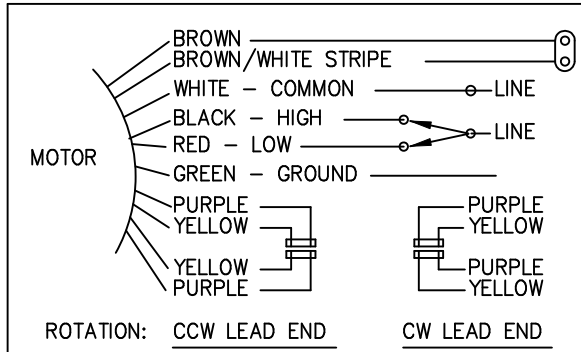 BROWN
BROWN/WHITE STRIPE
WHITE - COMMON LINE
BLACK - HIGH
LINE
MOTOR RED - LOW
GREEN - GROUND
PURPLE PURPLE
YELLOW YELLOW
YELLOW PURPLE
PURPLE YELLOW
ROTATION: CCW LEAD END CW LEAD END